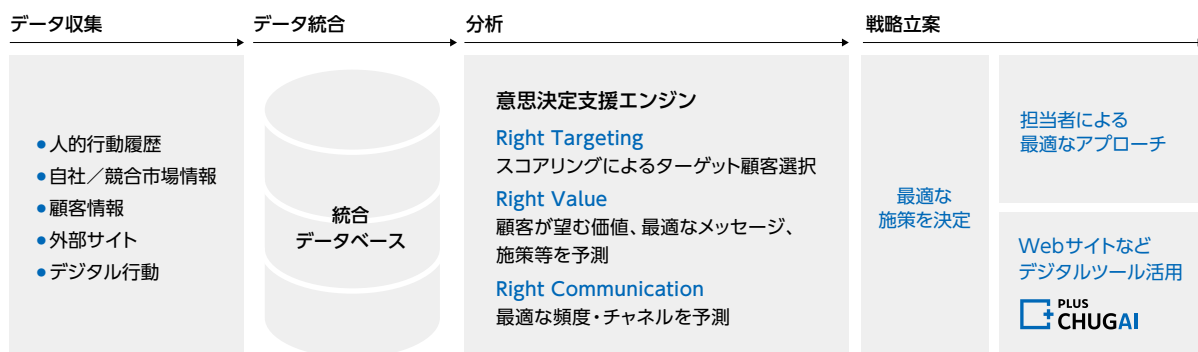 データ収集
データ統合
分析
戦略立案
●人的行動履歴
●自社／競合市場情報
●顧客情報
●外部サイト
●デジタル行動
統合
データベース
意思決定支援エンジン
Right Targeting
スコアリングによるターゲット顧客選択
Right Value
顧客が望む価値、最適なメッセージ、
施策等を予測
Right Communication
最適な頻度・チャネルを予測
最適な
施策を決定
担当者による
最適なアプローチ
Webサイトなど
デジタルツール活用
PLUS
CHUGAI